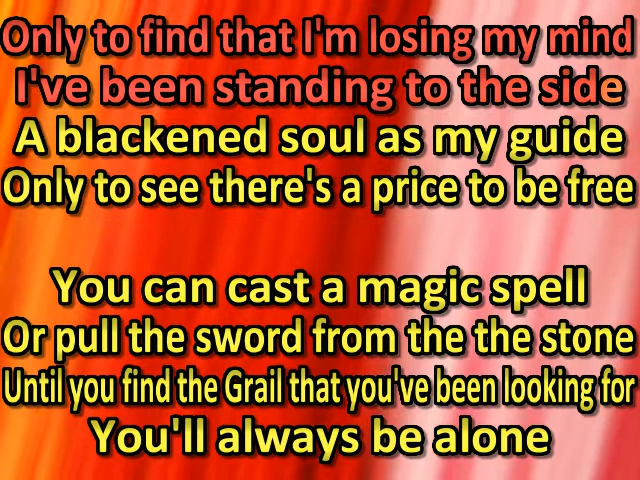 Only to find that I'm losing my mind
I've been standing to the side
A blackened soul as my guide
Only to see there's a price to be free
You can cast a magic spell
Or pull the sword from the the stone
Until you find the Grail that you've been looking for
You'll always be alone